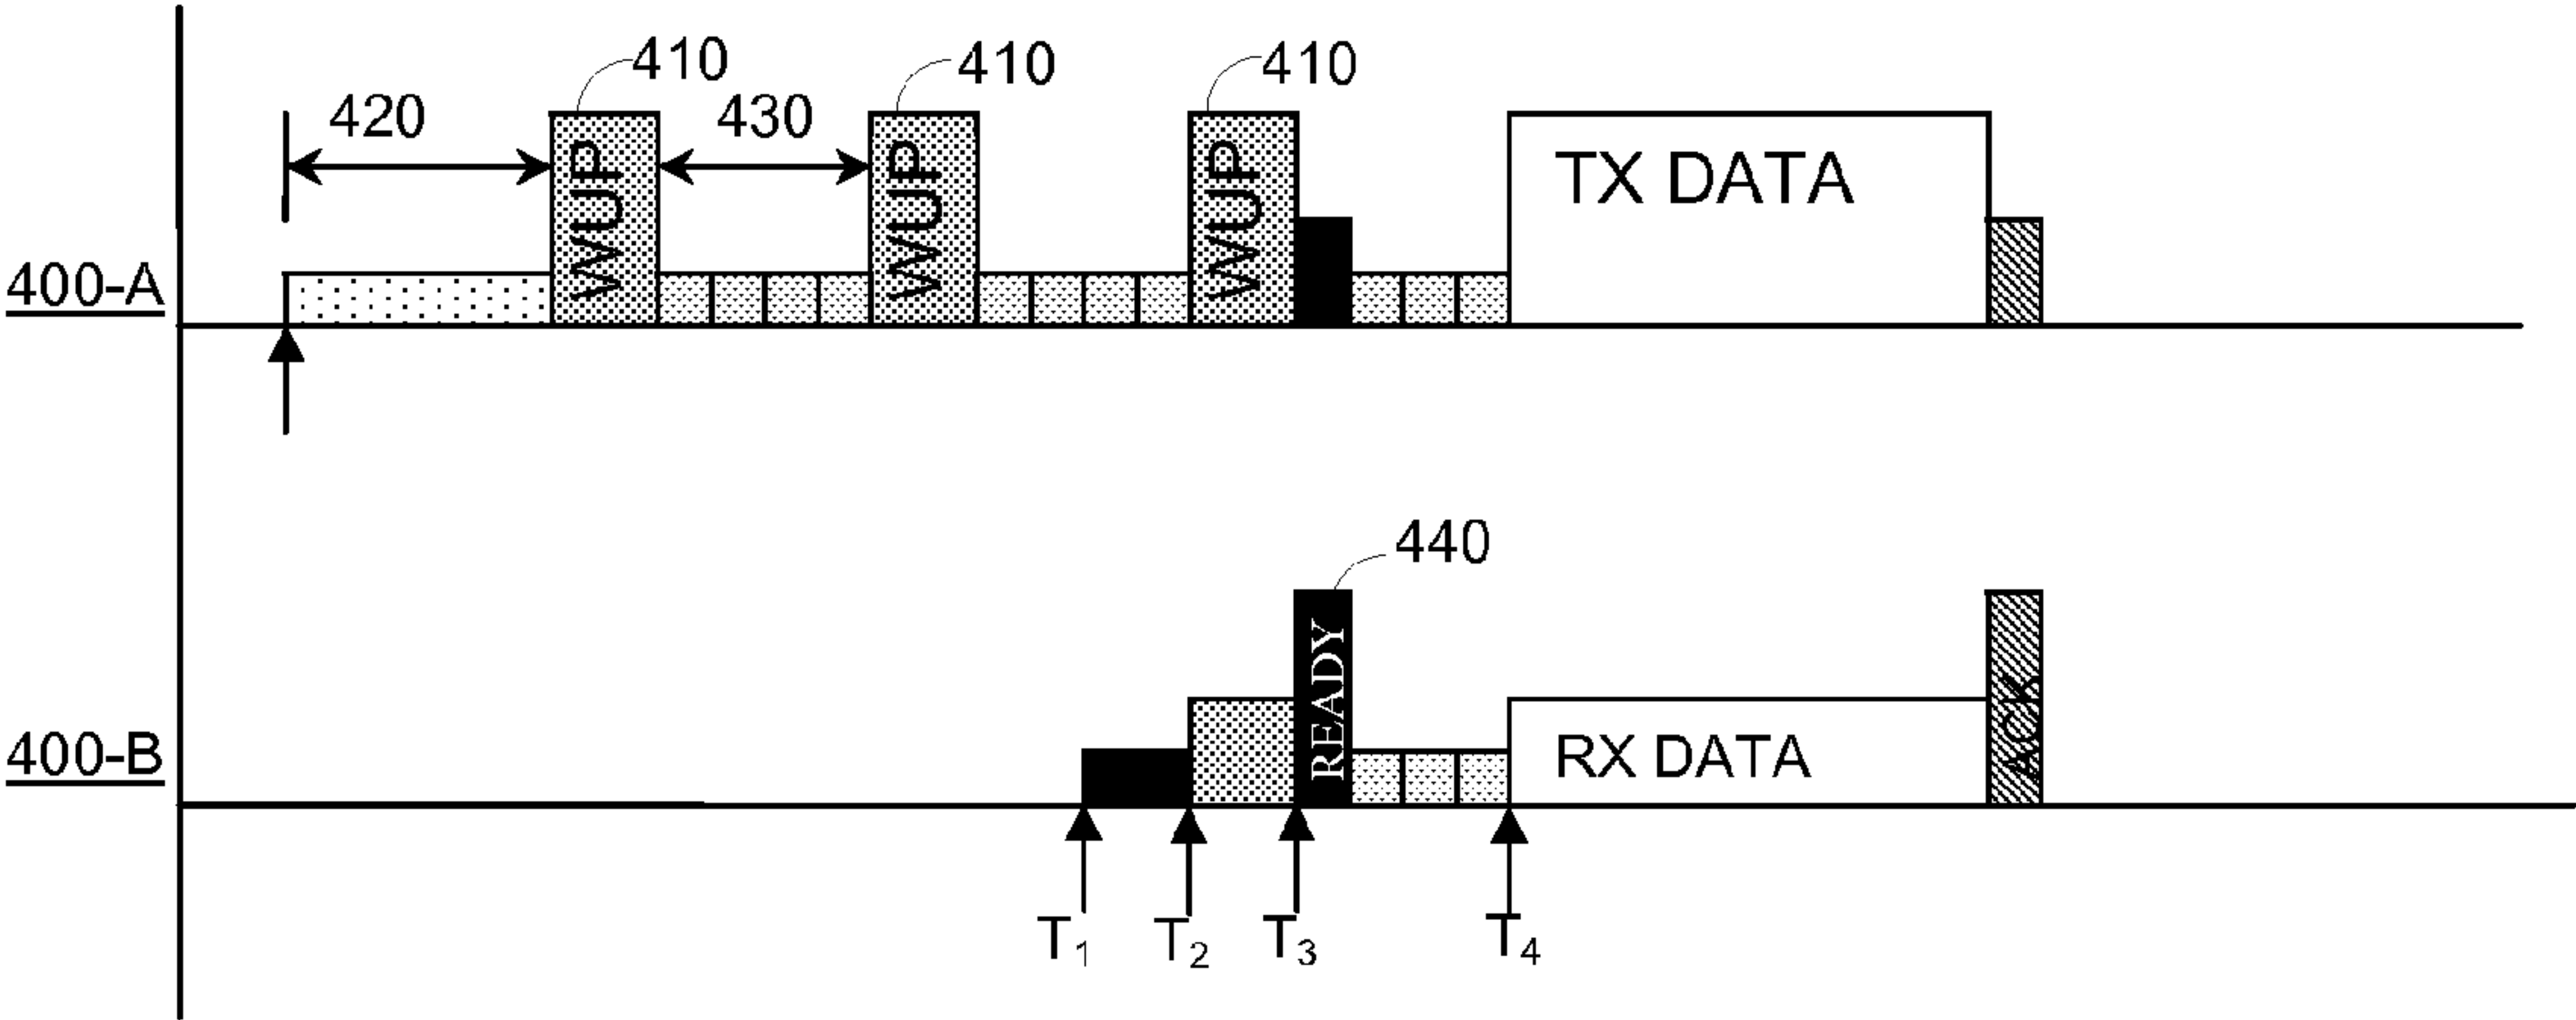 410 410 410
420 430
WUP WUP WUP TX DATA
400-A
440
READY ACK
400-B RX DATA
T1 T2 T3 T4